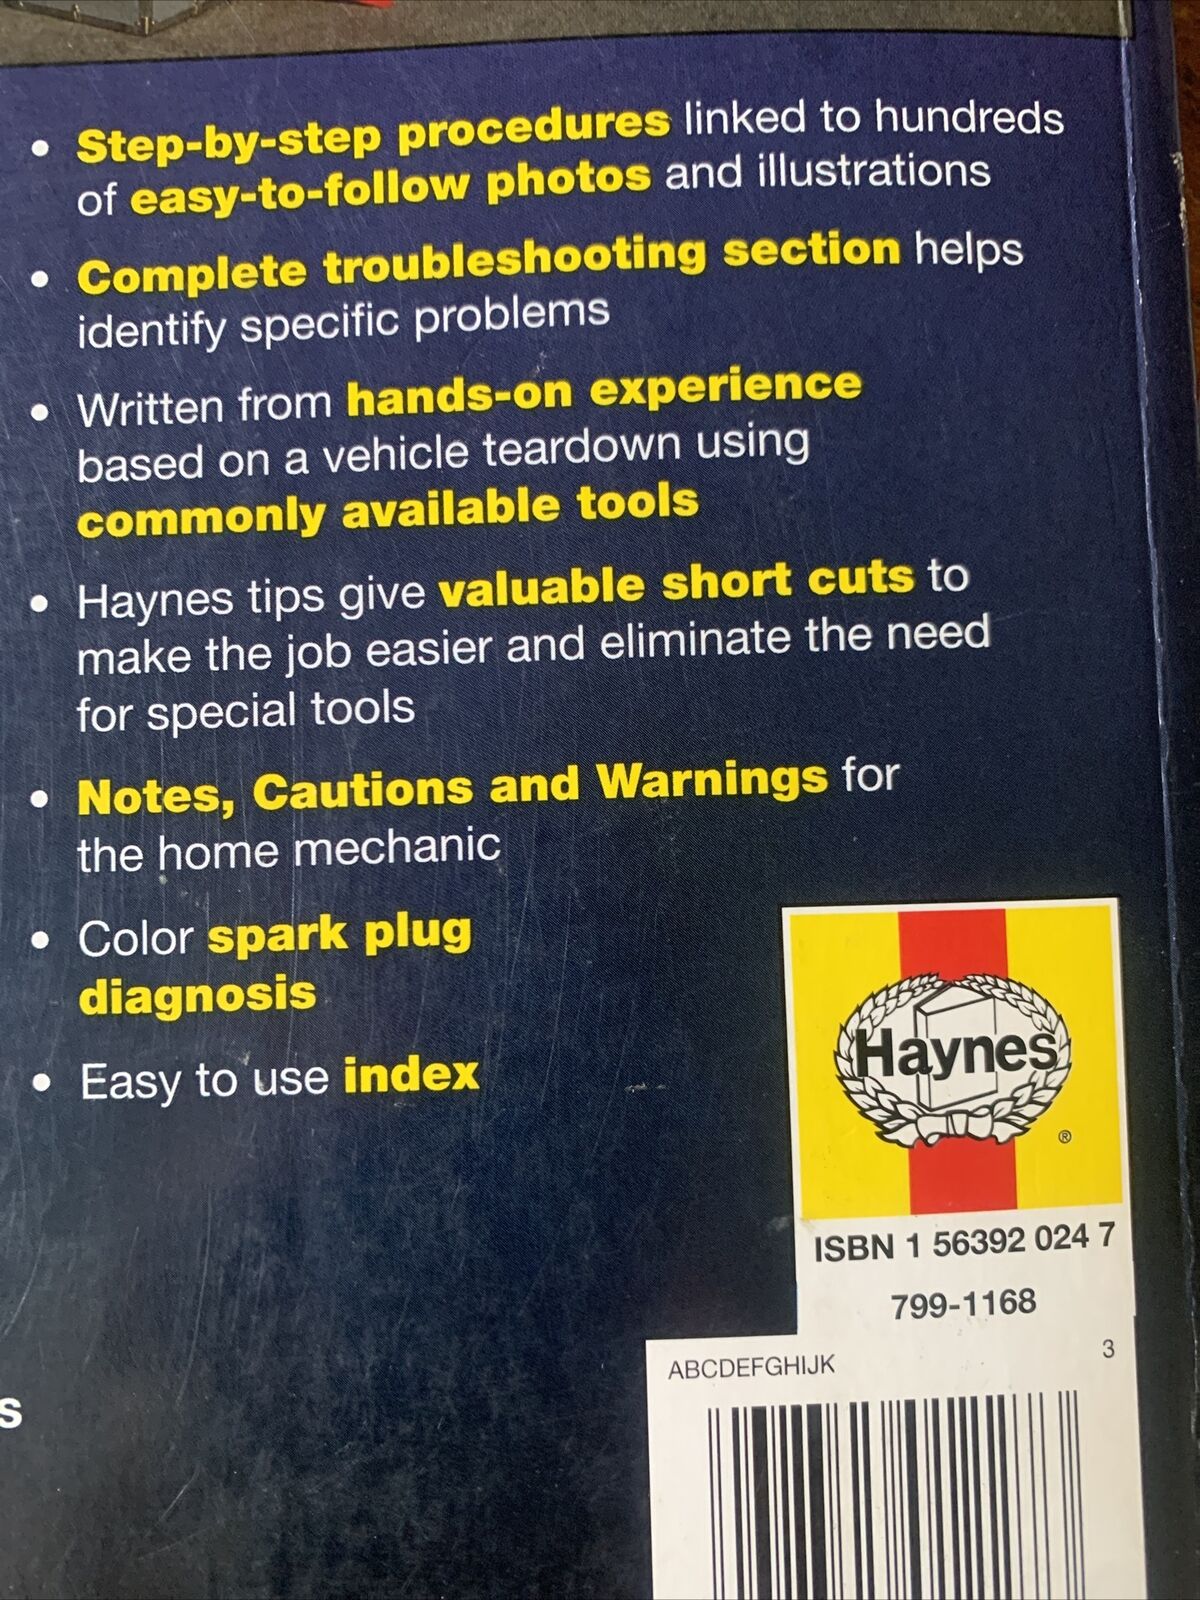 • Step-by-step procedures linked to hundreds
of easy-to-follow photos and illustrations
• Complete troubleshooting section helps
identify specific problems
• Written from hands-on experience
based on a vehicle teardown using
commonly available tools
• Haynes tips give valuable short cuts to
make the job easier and eliminate the need
for special tools
• Notes, Cautions and Warnings for
the home mechanic
• Color spark plug
diagnosis
• Easy to use index
Haynes
®
ISBN 1 56392 024 7
799-1168
ABCDEFGHIJK
3
s